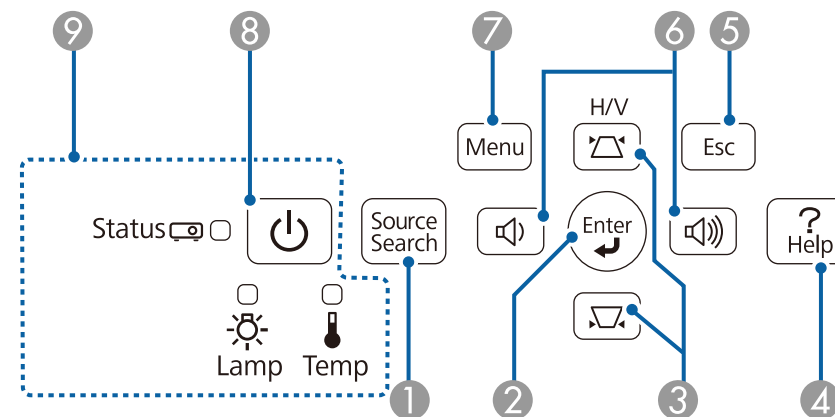 9
8
7
6
5
H/V
Menu
Esc
Status
Source
Search
Enter
?
Help
Lamp
Temp
1
2
3
4